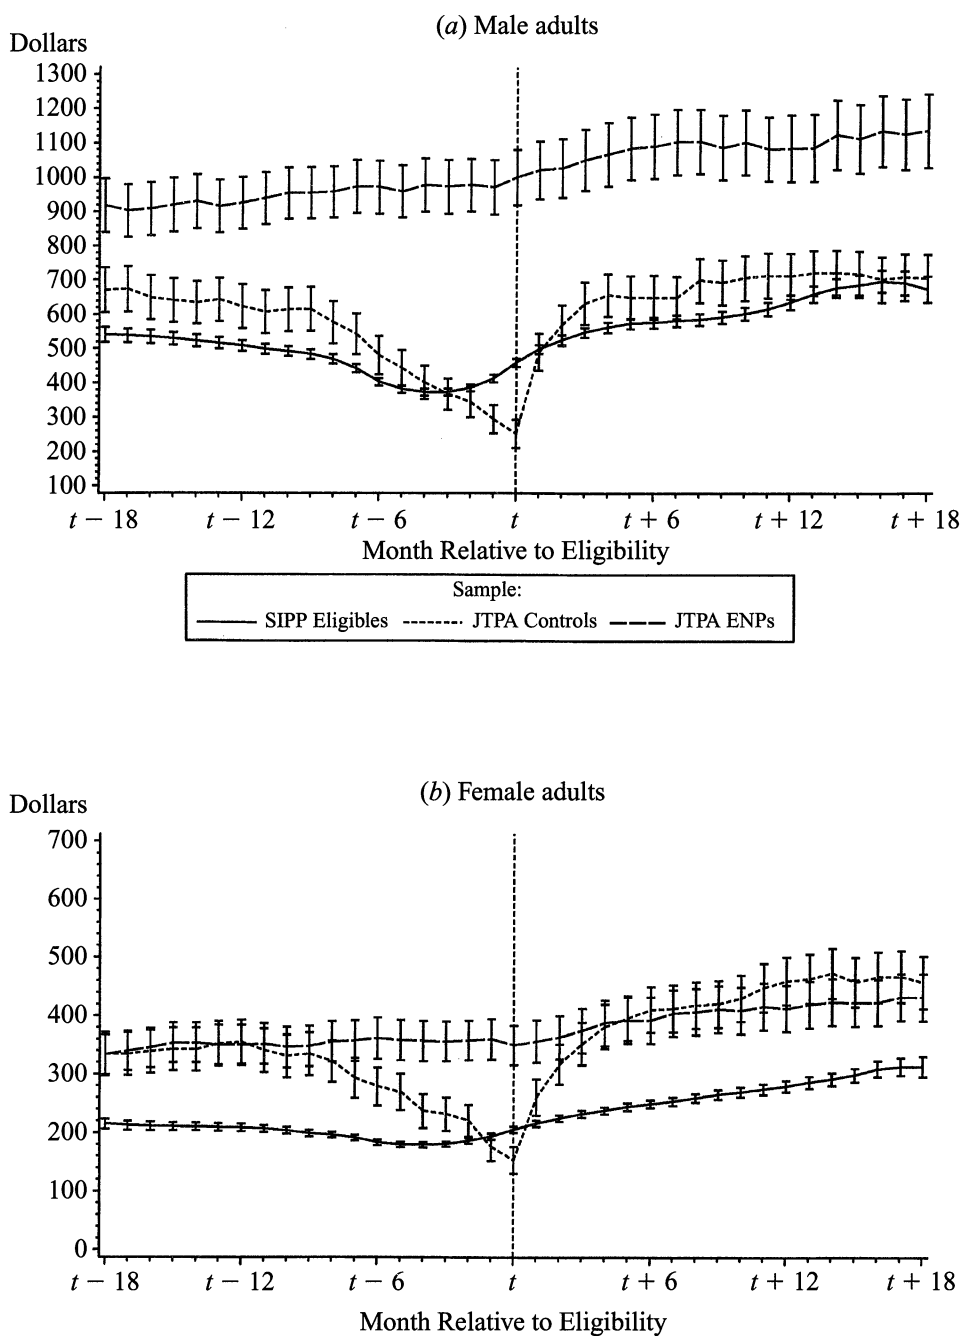 (a) Male adults
Dollars
1300
1200
1100
1000
900
800
700
600
500
400
300
200
100
t − 18 t − 12 t − 6 t t + 6 t + 12 t + 18
Month Relative to Eligibility
Sample:
SIPP Eligibles JTPA Controls JTPA ENPs
(b) Female adults
Dollars
700
600
500
400
300
200
100
0
t − 18 t − 12 t − 6 t t + 6 t + 12 t + 18
Month Relative to Eligibility